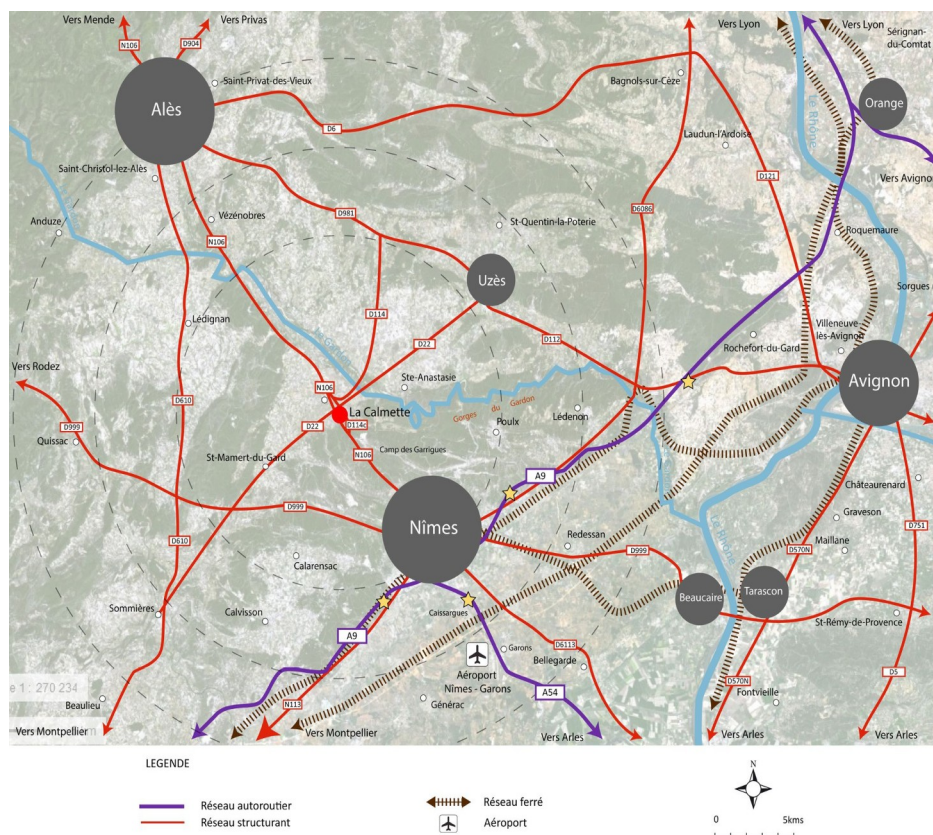 Vers Mende
Vers Privas
Vers Lyon
Vers Lyon
Sérignan-
du-Comtat
N106
D904
Saint-Privat-des-Vieux
Bagnols-sur-Cèze
Alès
Orange
Le Rhône
D6
Laudun-l'Ardoise
Saint-Christol-lez-Alès
D121
Vers Avignon
D981
D6086
Anduze
Vézénobres
St-Quentin-la-Poterie
Roquemaure
N106
Uzès
Sorgues
D114
Lédignan
D22
D112
Villeneuve-
lès-Avignon
Rochefort-du-Gard
Vers Rodez
N106
Ste-Anastasie
Avignon
D610
La Calmette
Gorges du Gardon
Lédenon
D999
D22
D114c
Poulx
Quissac
N106
Camp des Garrigues
St-Mamert-du-Gard
A9
Châteaurenard
D999
Nîmes
Graveson
D751
Le Rhône
D610
Redessan
D999
D570N
Maillane
Calarensac
Beaucaire
Tarascon
Sommières
Calvisson
Caissargues
St-Rémy-de-Provence
A9
Garons
D6113
Bellegarde
Aéroport
Nîmes - Garons
D570N
D5
e 1 : 270 234
A54
Fontvieille
Beaulieu
N113
Générac
Vers Montpellier
Vers Montpellier
Vers Arles
Vers Arles
Vers Arles
LEGENDE
Réseau autoroutier
Réseau structurant
Réseau ferré
Aéroport
N
0 5kms